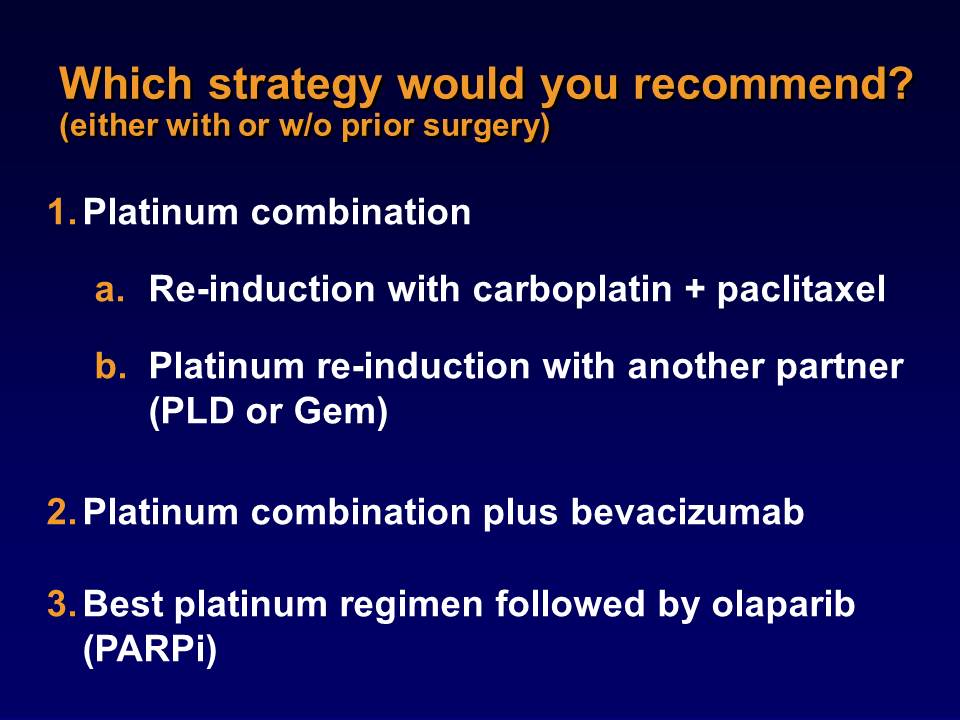 Which strategy would you recommend?
(either with or w/o prior surgery)
1. Platinum combination
a. Re-induction with carboplatin + paclitaxel
b. Platinum re-induction with another partner
(PLD or Gem)
2. Platinum combination plus bevacizumab
3. Best platinum regimen followed by olaparib
(PARPi)